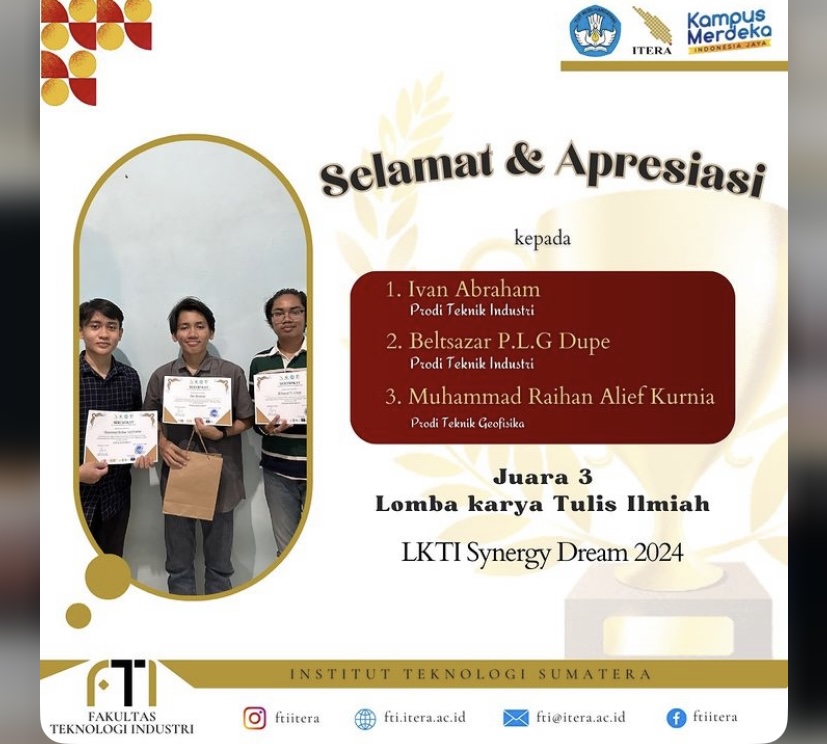 ITERA
Kampus
Merdeka
INDONESIA JAYA
Selamat & Apresiasi
kepada
1. Ivan Abraham
Prodi Teknik Industri
2. Beltsazar P.L.G Dupe
Prodi Teknik Industri
3. Muhammad Raihan Alief Kurnia
Prodi Teknik Geofisika
Juara 3
Lomba karya Tulis Ilmiah
LKTI Synergy Dream 2024
INSTITUT TEKNOLOGI SUMATERA
FTI
FAKULTAS
TEKNOLOGI INDUSTRI
ftiitera
fti.itera.ac.id
fti@itera.ac.id
ftiitera